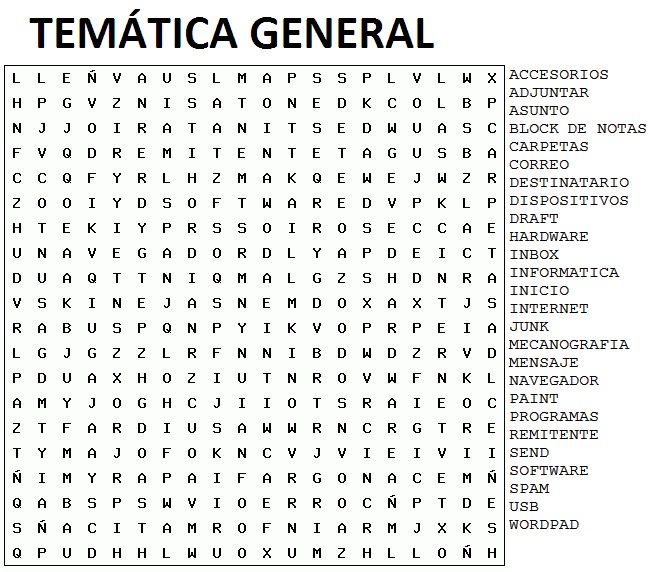 TEMÁTICA GENERAL
L L E Ñ V A U S L M A P S S P L V L W X
H P G V Z N I S A T O N E D K C O L B P
N J J O I R A T A N I T S E D W U A S C
F V Q D R E M I T E N T E T A G U S B A
C C Q F Y R L H Z M A K Q E W E J W Z R
Z O O I Y D S O F T W A R E D V P K L P
H T E K I Y P R S S O I R O S E C C A E
U N A V E G A D O R D L Y A P D E I C T
D U A Q T T N I Q M A L G Z S H D N R A
V S K I N E J A S N E M D O X A X T J S
R A B U S P Q N P Y I K V O P R P E I A
L G J G Z Z L R F N N I B D W D Z R V D
P D U A X H O Z I U T N R O V W F N K L
A M Y J O G H C J I I O T S R A I E O C
Z T F A R D I U S A W W R N C R G T R E
T Y M A J O F O K N C V J V I E I V I I
Ñ I M Y R A P A I F A R G O N A C E M Ñ
Q A B S P S W V I O E R R O C Ñ P T D E
S Ñ A C I T A M R O F N I A R M J X K S
Q P U D H H L W U O X U M Z H L L O Ñ H
ACCESORIOS
ADJUNTAR
ASUNTO
BLOCK DE NOTAS
CARPETAS
CORREO
DESTINATARIO
DISPOSITIVOS
DRAFT
HARDWARE
INBOX
INFORMATICA
INICIO
INTERNET
JUNK
MECANOGRAFIA
MENSAJE
NAVEGADOR
PAINT
PROGRAMAS
REMITENTE
SEND
SOFTWARE
SPAM
USB
WORDPAD